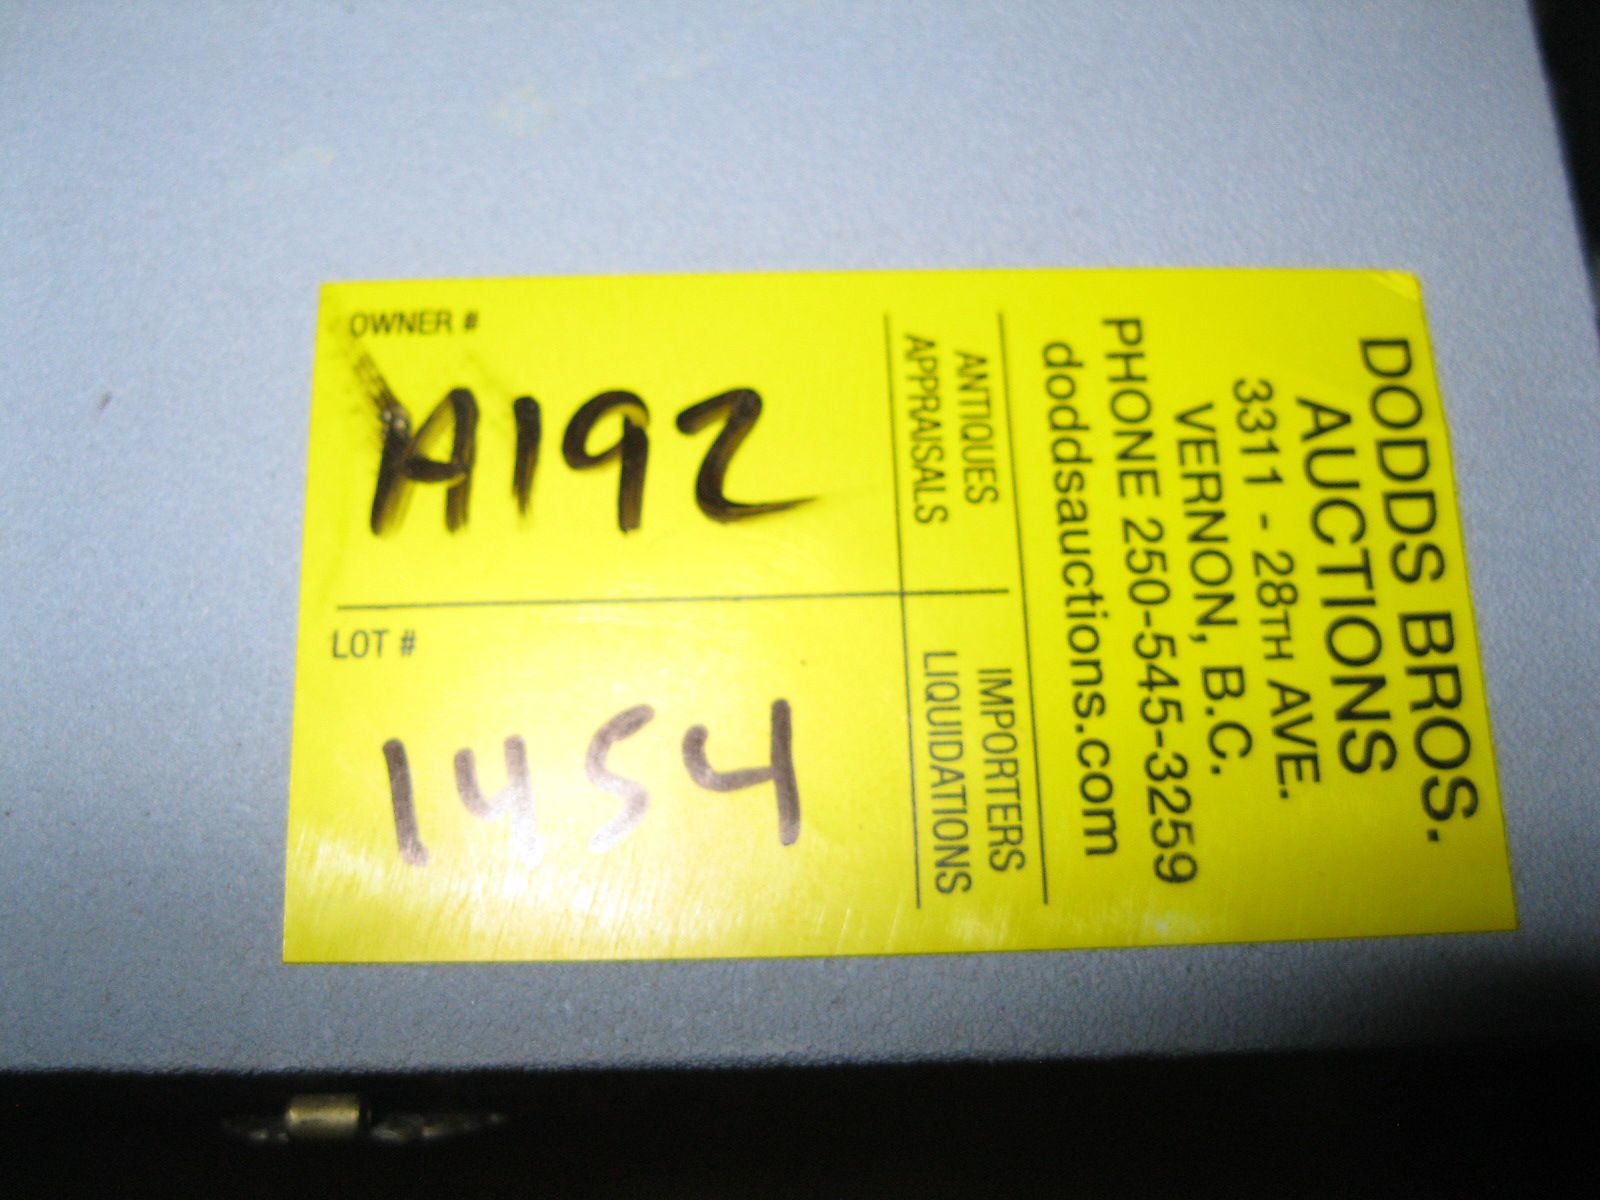 DODDS BROS.
AUCTIONS
3311 - 28TH AVE.
VERNON, B.C.
PHONE 250-545-3259
doddsauctions.com
ANTIQUES
APPRAISALS
IMPORTERS
LIQUIDATIONS
OWNER #
A192
LOT #
1454